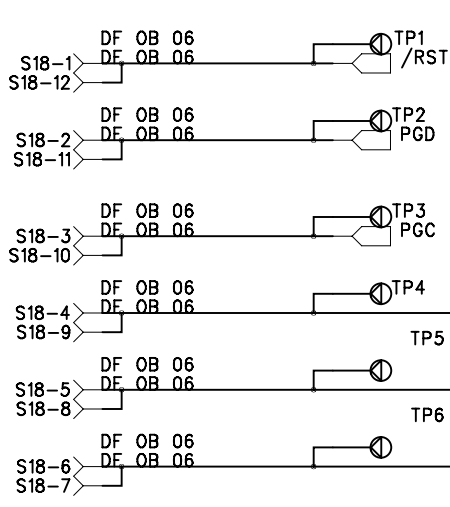 DF OB 06 TP1
S18-1 DF OB 06 /RST
S18-12
DF OB 06 TP2
S18-2 DF OB 06 PGD
S18-11
DF OB 06 TP3
S18-3 DF OB 06 PGC
S18-10
DF OB 06 TP4
S18-4 DF OB 06
S18-9 TP5
DF OB 06
S18-5 DF OB 06
S18-8 TP6
DF OB 06
S18-6 DF OB 06
S18-7